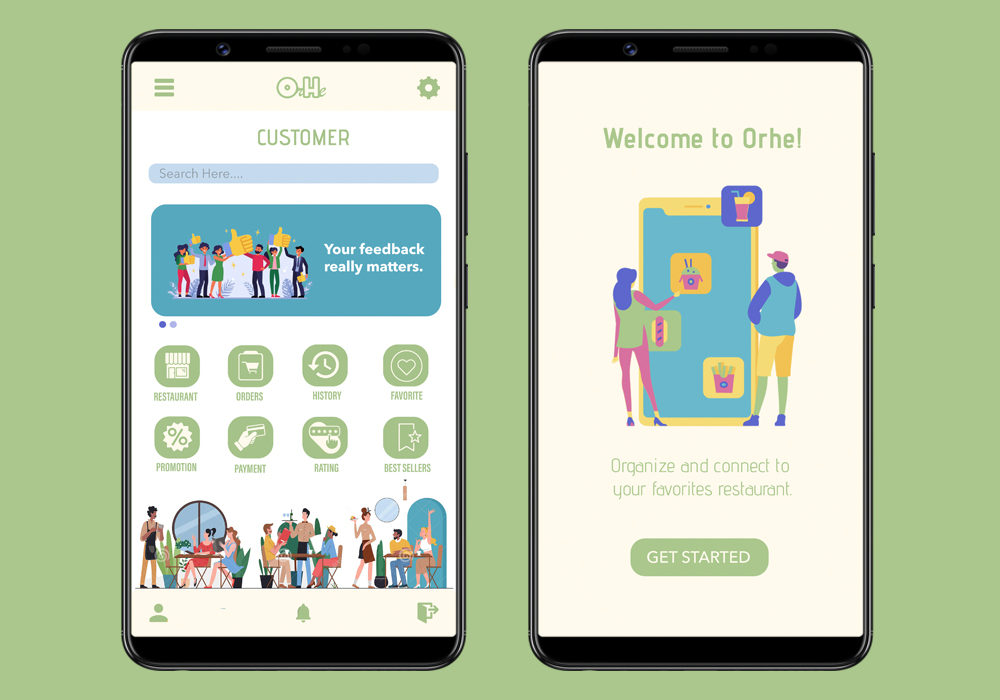 OrHe
CUSTOMER
Search Here....
Your feedback
really matters.
RESTAURANT
ORDERS
HISTORY
FAVORITE
PROMOTION
PAYMENT
RATING
BEST SELLERS
Welcome to Orhe!
Organize and connect to
your favorites restaurant.
GET STARTED